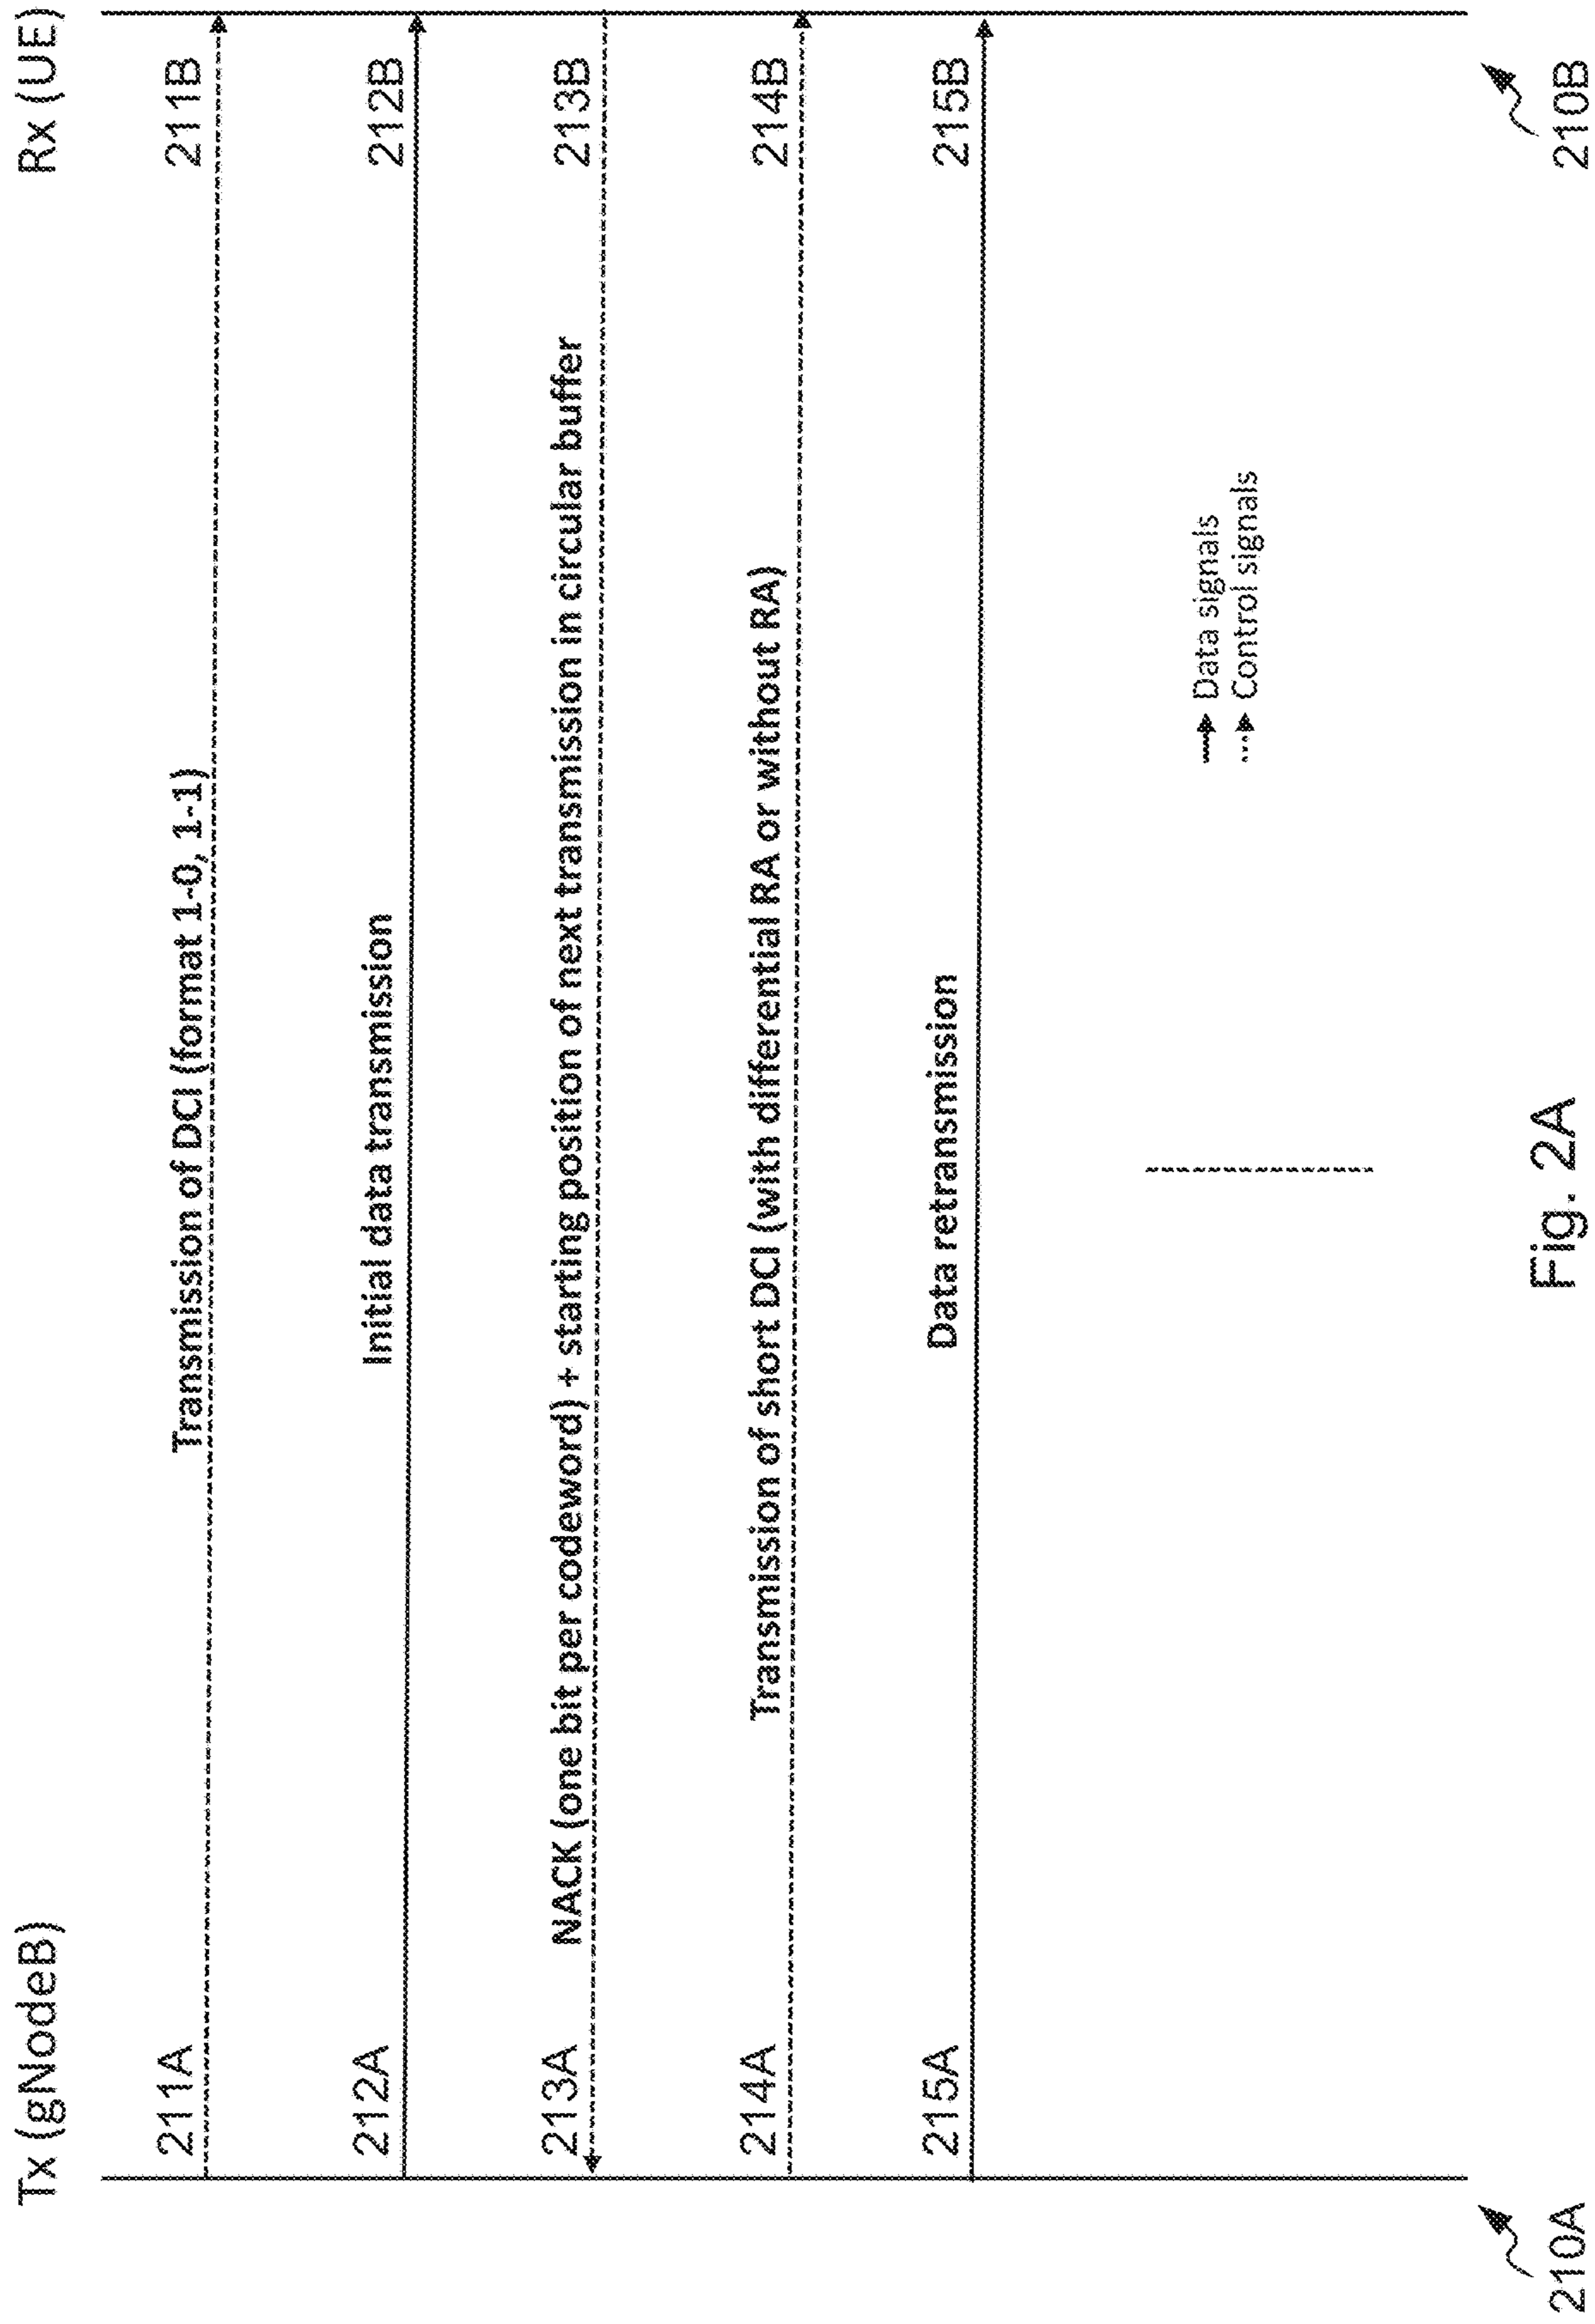 Tx (gNodeB)
Rx (UE)
211A
Transmission of DCI (format 1-0, 1-1)
211B
212A
Initial data transmission
212B
213A
NACK (one bit per codeword) + starting position of next transmission in circular buffer
213B
214A
Transmission of short DCI (with differential RA or without RA)
214B
215A
Data retransmission
215B
Data signals
Control signals
210A
Fig. 2A
210B